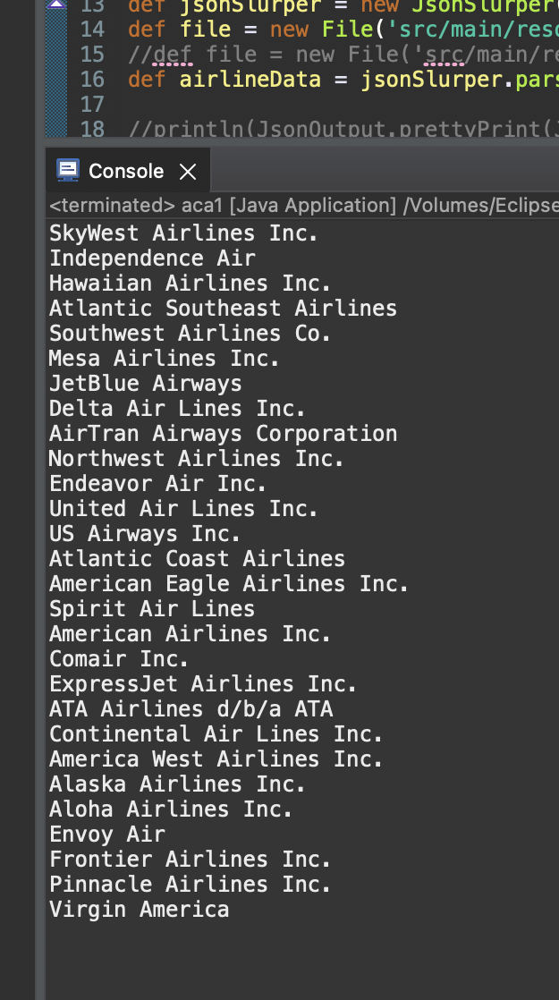 13 def jsonSlurper = new JsonSlurper(
14 def file = new File('src/main/reso
15 //def file = new File('src/main/re
16 def airlineData = jsonSlurper.pars
17
18 //println(JsonOutput.prettyPrint(J
Console
<terminated> aca1 [Java Application] /Volumes/Eclipse
SkyWest Airlines Inc.
Independence Air
Hawaiian Airlines Inc.
Atlantic Southeast Airlines
Southwest Airlines Co.
Mesa Airlines Inc.
JetBlue Airways
Delta Air Lines Inc.
AirTran Airways Corporation
Northwest Airlines Inc.
Endeavor Air Inc.
United Air Lines Inc.
US Airways Inc.
Atlantic Coast Airlines
American Eagle Airlines Inc.
Spirit Air Lines
American Airlines Inc.
Comair Inc.
ExpressJet Airlines Inc.
ATA Airlines d/b/a ATA
Continental Air Lines Inc.
America West Airlines Inc.
Alaska Airlines Inc.
Aloha Airlines Inc.
Envoy Air
Frontier Airlines Inc.
Pinnacle Airlines Inc.
Virgin America